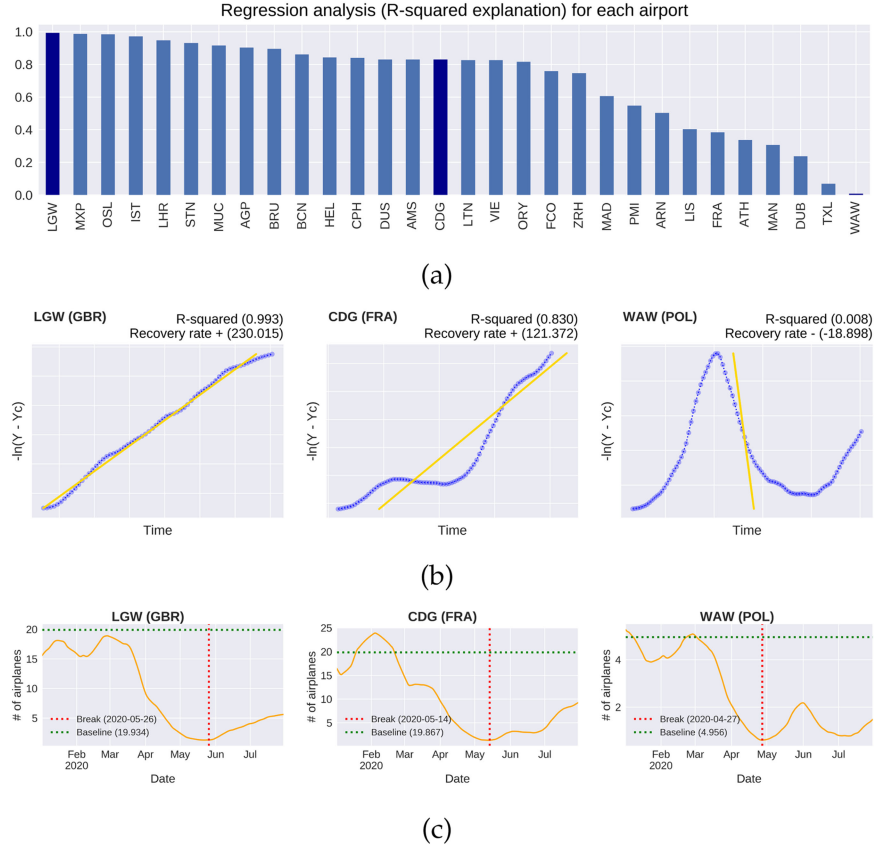 Regression analysis (R-squared explanation) for each airport
1.0
0.8
0.6
0.4
0.2
0.0
LGW MXP OSL IST LHR STN MUC AGP BRU BCN HEL CPH DUS AMS CDG LTN VIE ORY FCO ZRH MAD PMI ARN LIS FRA ATH MAN DUB TXL WAW
(a)
LGW (GBR)
R-squared (0.993)
Recovery rate + (230.015)
-ln(Y - Yc)
Time
CDG (FRA)
R-squared (0.830)
Recovery rate + (121.372)
-ln(Y - Yc)
Time
WAW (POL)
R-squared (0.008)
Recovery rate - (-18.898)
-ln(Y - Yc)
Time
(b)
LGW (GBR)
# of airplanes
20
15
10
5
Break (2020-05-26)
Baseline (19.934)
Feb Mar Apr May Jun Jul
2020
Date
CDG (FRA)
# of airplanes
25
20
15
10
5
Break (2020-05-14)
Baseline (19.867)
Feb Mar Apr May Jun Jul
2020
Date
WAW (POL)
# of airplanes
4
2
Break (2020-04-27)
Baseline (4.956)
Feb Mar Apr May Jun Jul
2020
Date
(c)